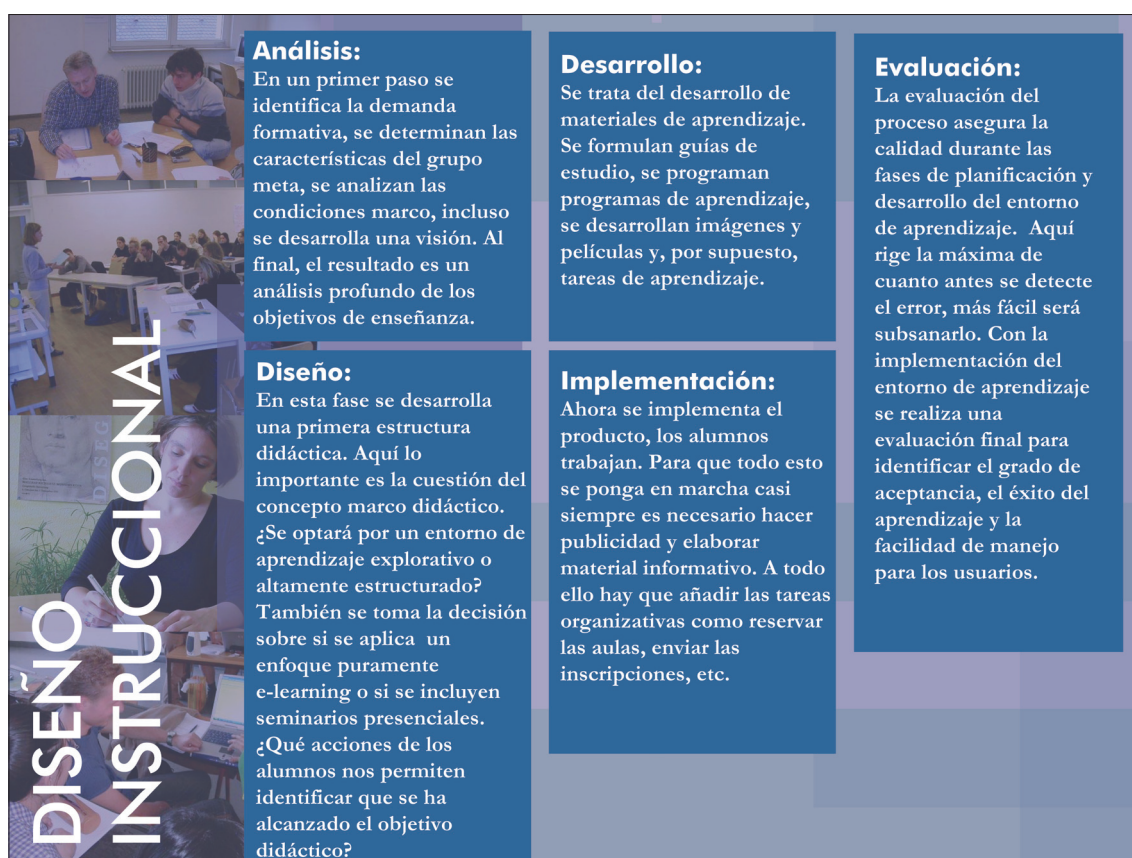 DISEÑO
INSTRUCCIONAL
Análisis:
En un primer paso se
identifica la demanda
formativa, se determinan las
características del grupo
meta, se analizan las
condiciones marco, incluso
se desarrolla una visión. Al
final, el resultado es un
análisis profundo de los
objetivos de enseñanza.
Diseño:
En esta fase se desarrolla
una primera estructura
didáctica. Aquí lo
importante es la cuestión del
concepto marco didáctico.
¿Se optará por un entorno de
aprendizaje explorativo o
altamente estructurado?
También se toma la decisión
sobre si se aplica un
enfoque puramente
e-learning o si se incluyen
seminarios presenciales.
¿Qué acciones de los
alumnos nos permiten
identificar que se ha
alcanzado el objetivo
didáctico?
Desarrollo:
Se trata del desarrollo de
materiales de aprendizaje.
Se formulan guías de
estudio, se programan
programas de aprendizaje,
se desarrollan imágenes y
películas y, por supuesto,
tareas de aprendizaje.
Implementación:
Ahora se implementa el
producto, los alumnos
trabajan. Para que todo esto
se ponga en marcha casi
siempre es necesario hacer
publicidad y elaborar
material informativo. A todo
ello hay que añadir las tareas
organizativas como reservar
las aulas, enviar las
inscripciones, etc.
Evaluación:
La evaluación del
proceso asegura la
calidad durante las
fases de planificación y
desarrollo del entorno
de aprendizaje. Aquí
rige la máxima de
cuanto antes se detecte
el error, más fácil será
subsanarlo. Con la
implementación del
entorno de aprendizaje
se realiza una
evaluación final para
identificar el grado de
aceptancia, el éxito del
aprendizaje y la
facilidad de manejo
para los usuarios.